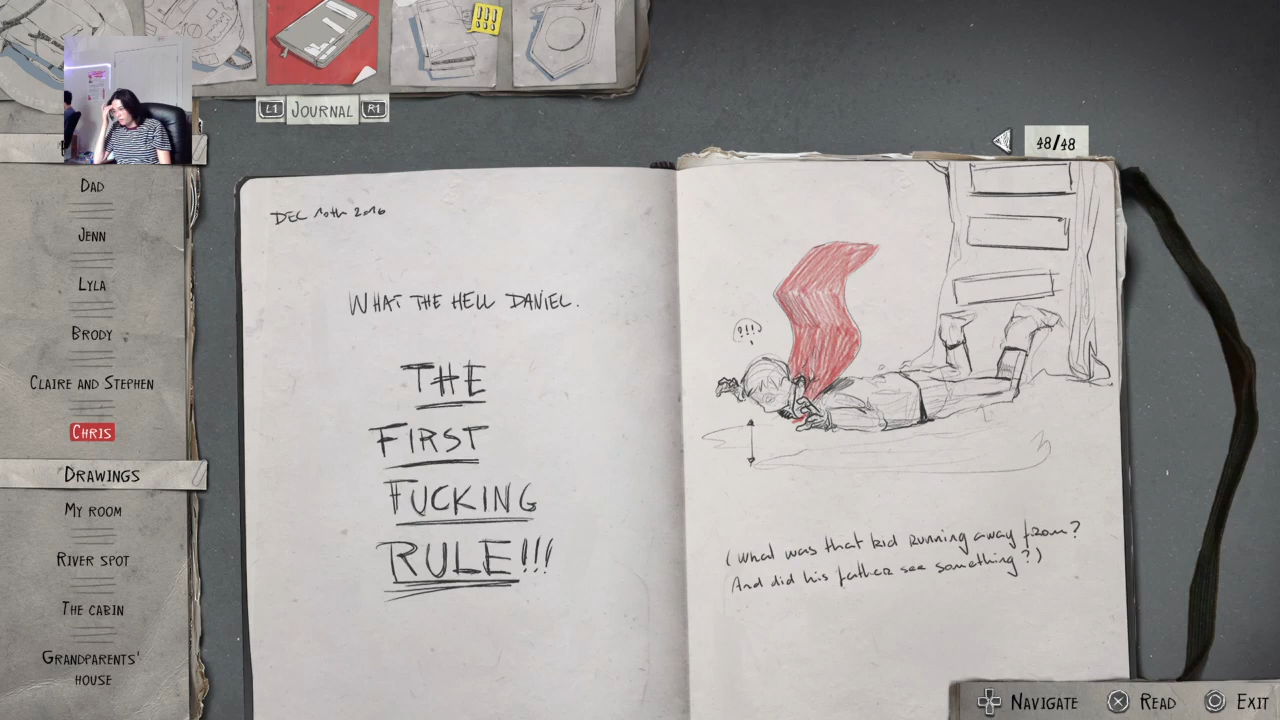 !!!
L1 JOURNAL R1
48/48
DAD
JENN
LYLA
BRODY
CLAIRE AND STEPHEN
CHRIS
DRAWINGS
MY ROOM
RIVER SPOT
THE CABIN
GRANDPARENTS'
HOUSE
DEC 10th 2016
WHAT THE HELL DANIEL.
THE
FIRST
FUCKING
RULE!!!
?!!
(What was that kid running away from?
And did his father see something?)
NAVIGATE READ EXIT